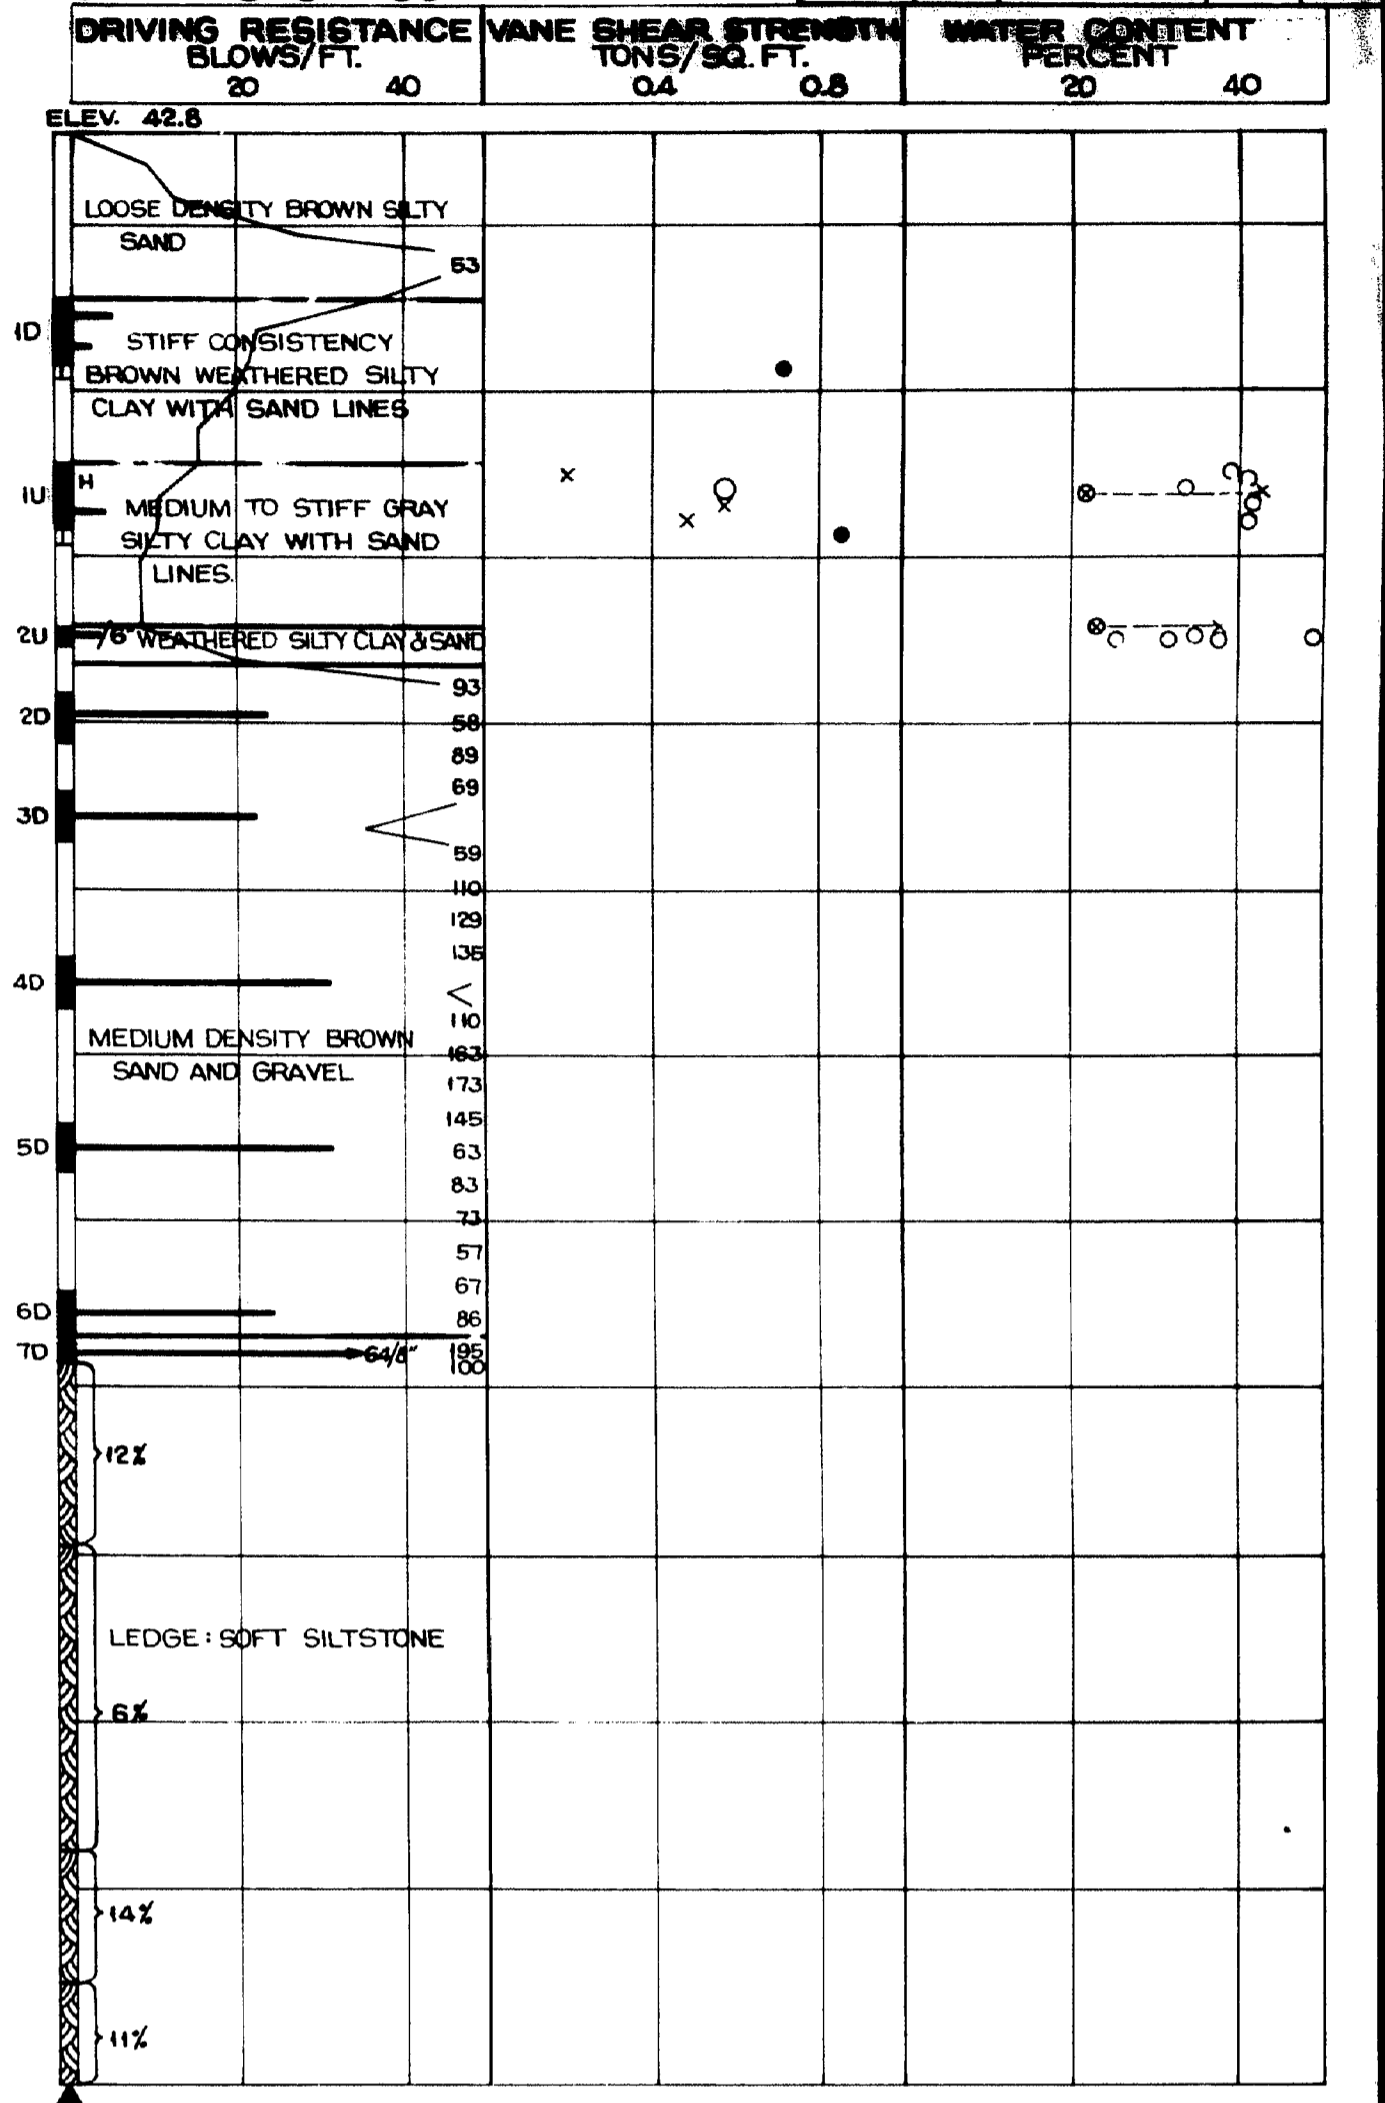 DRIVING RESISTANCE VANE SHEAR STRENGTH WATER CONTENT
BLOWS/FT. TONS/SQ. FT. PERCENT
20 40 0.4 0.8 20 40
ELEV. 42.8
LOOSE DENSITY BROWN SILTY
SAND
53
1D
STIFF CONSISTENCY
BROWN WEATHERED SILTY
CLAY WITH SAND LINES
1U H
MEDIUM TO STIFF GRAY
SILTY CLAY WITH SAND
LINES.
2U /6" WEATHERED SILTY CLAY & SAND
93
2D 58
89
69
3D
59
110
129
135
4D
110
MEDIUM DENSITY BROWN
163
SAND AND GRAVEL
173
145
5D 63
83
73
57
67
6D 86
7D 64/8" 195
100
12%
LEDGE: SOFT SILTSTONE
6%
14%
11%